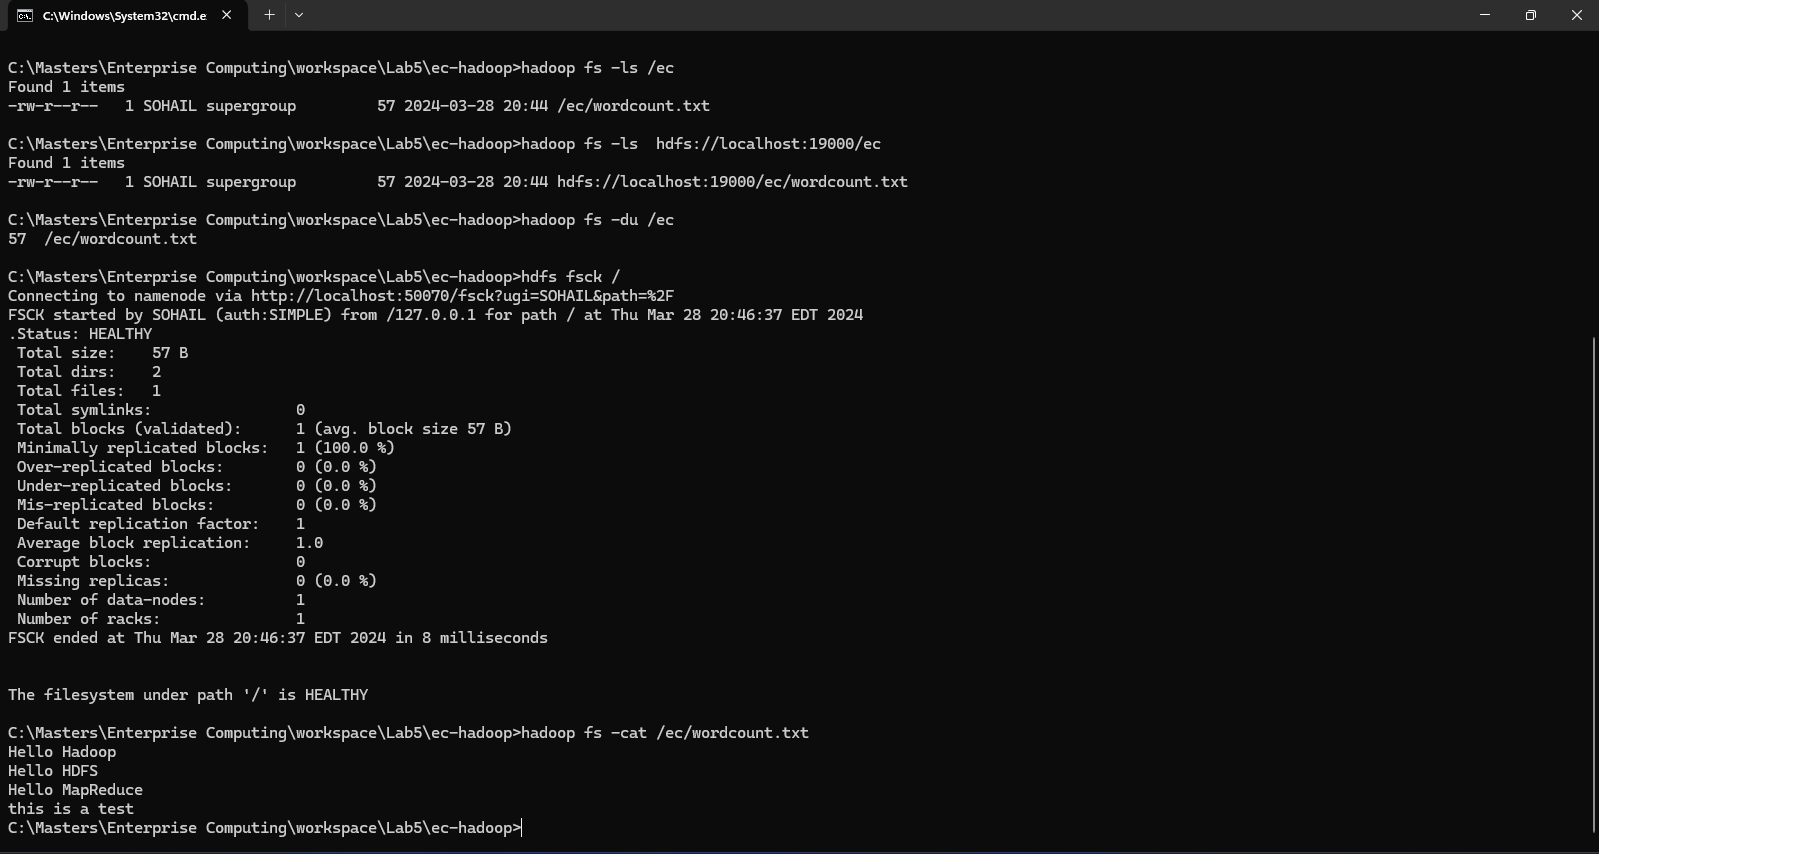 C:\Windows\System32\cmd.e
C:\Masters\Enterprise Computing\workspace\Lab5\ec-hadoop>hadoop fs -ls /ec
Found 1 items
-rw-r--r--   1 SOHAIL supergroup         57 2024-03-28 20:44 /ec/wordcount.txt
C:\Masters\Enterprise Computing\workspace\Lab5\ec-hadoop>hadoop fs -ls  hdfs://localhost:19000/ec
Found 1 items
-rw-r--r--   1 SOHAIL supergroup         57 2024-03-28 20:44 hdfs://localhost:19000/ec/wordcount.txt
C:\Masters\Enterprise Computing\workspace\Lab5\ec-hadoop>hadoop fs -du /ec
57  /ec/wordcount.txt
C:\Masters\Enterprise Computing\workspace\Lab5\ec-hadoop>hdfs fsck /
Connecting to namenode via http://localhost:50070/fsck?ugi=SOHAIL&path=%2F
FSCK started by SOHAIL (auth:SIMPLE) from /127.0.0.1 for path / at Thu Mar 28 20:46:37 EDT 2024
.Status: HEALTHY
 Total size:    57 B
 Total dirs:    2
 Total files:   1
 Total symlinks:                0
 Total blocks (validated):      1 (avg. block size 57 B)
 Minimally replicated blocks:   1 (100.0 %)
 Over-replicated blocks:        0 (0.0 %)
 Under-replicated blocks:       0 (0.0 %)
 Mis-replicated blocks:         0 (0.0 %)
 Default replication factor:    1
 Average block replication:     1.0
 Corrupt blocks:                0
 Missing replicas:              0 (0.0 %)
 Number of data-nodes:          1
 Number of racks:               1
FSCK ended at Thu Mar 28 20:46:37 EDT 2024 in 8 milliseconds
The filesystem under path '/' is HEALTHY
C:\Masters\Enterprise Computing\workspace\Lab5\ec-hadoop>hadoop fs -cat /ec/wordcount.txt
Hello Hadoop
Hello HDFS
Hello MapReduce
this is a test
C:\Masters\Enterprise Computing\workspace\Lab5\ec-hadoop>